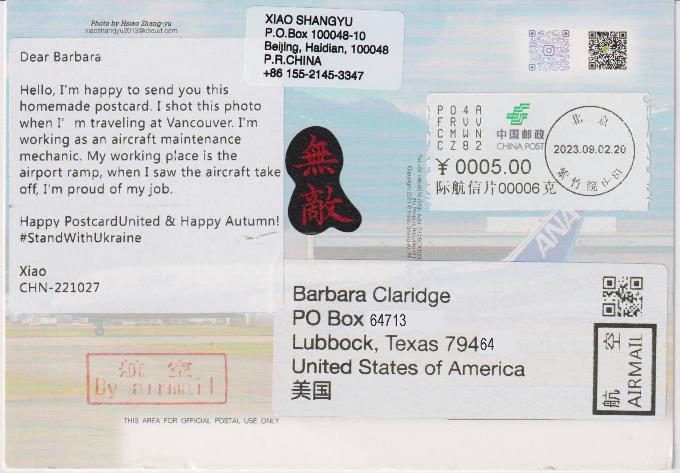 Photo by Hsiao Shang-yu
xiaoshangyu2013@icloud.com
Dear Barbara
Hello, I'm happy to send you this
homemade postcard. I shot this photo
when I' m traveling at Vancouver. I'm
working as an aircraft maintenance
mechanic. My working place is the
airport ramp, when I saw the aircraft take
off, I'm proud of my job.
Happy PostcardUnited & Happy Autumn!
#StandWithUkraine
Xiao
CHN-221027
XIAO SHANGYU
P.O.Box 100048-10
Beijing, Haidian, 100048
P.R.CHINA
+86 155-2145-3347
無敵
PO4A
FRVV
CMWN
CZ82
中国邮政
CHINA POST
¥ 0005.00
际航信片00006克
北京
2023.09.02.20
紫竹院 6-81
ANA
Barbara Claridge
PO Box 64713
Lubbock, Texas 79464
United States of America
美国
航空
AIRMAIL
航空
By airmail
THIS AREA FOR OFFICIAL POSTAL USE ONLY